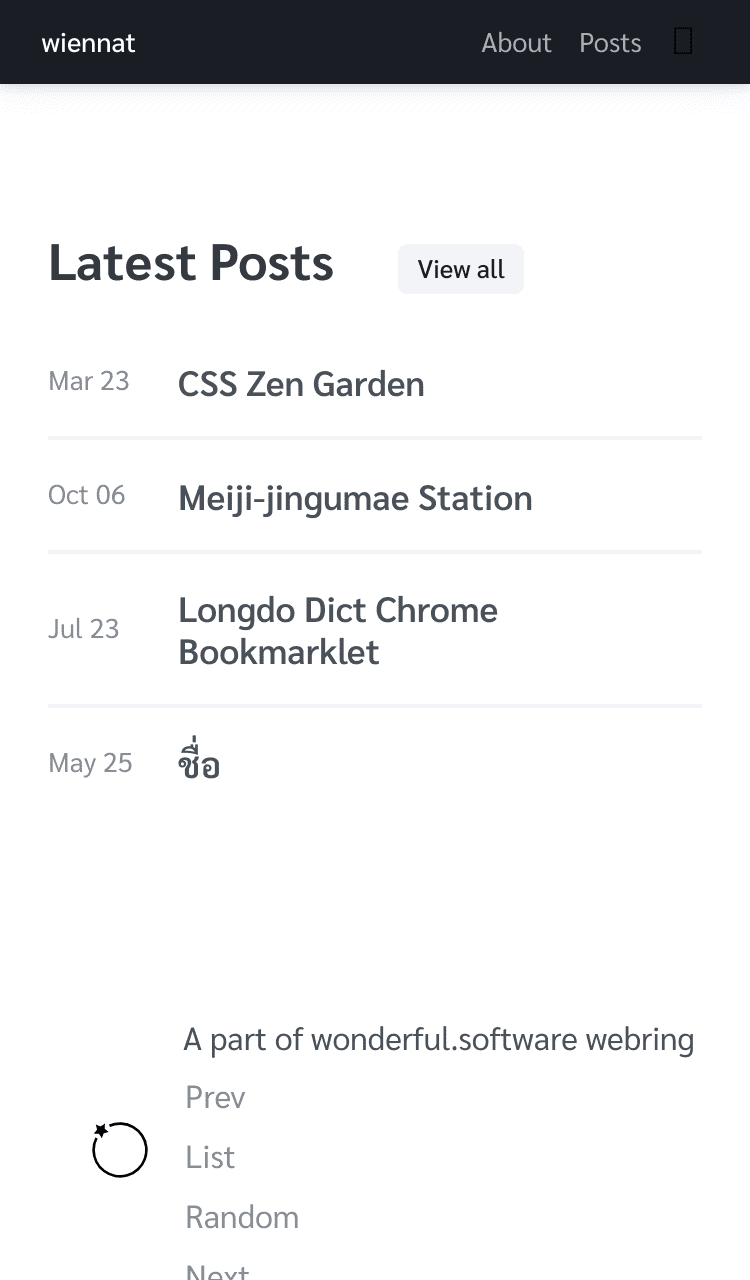 wiennat
About Posts
Latest Posts
View all
Mar 23
CSS Zen Garden
Oct 06
Meiji-jingumae Station
Jul 23
Longdo Dict Chrome
Bookmarklet
May 25
ชื่อ
A part of wonderful.software webring
Prev
List
Random
Next